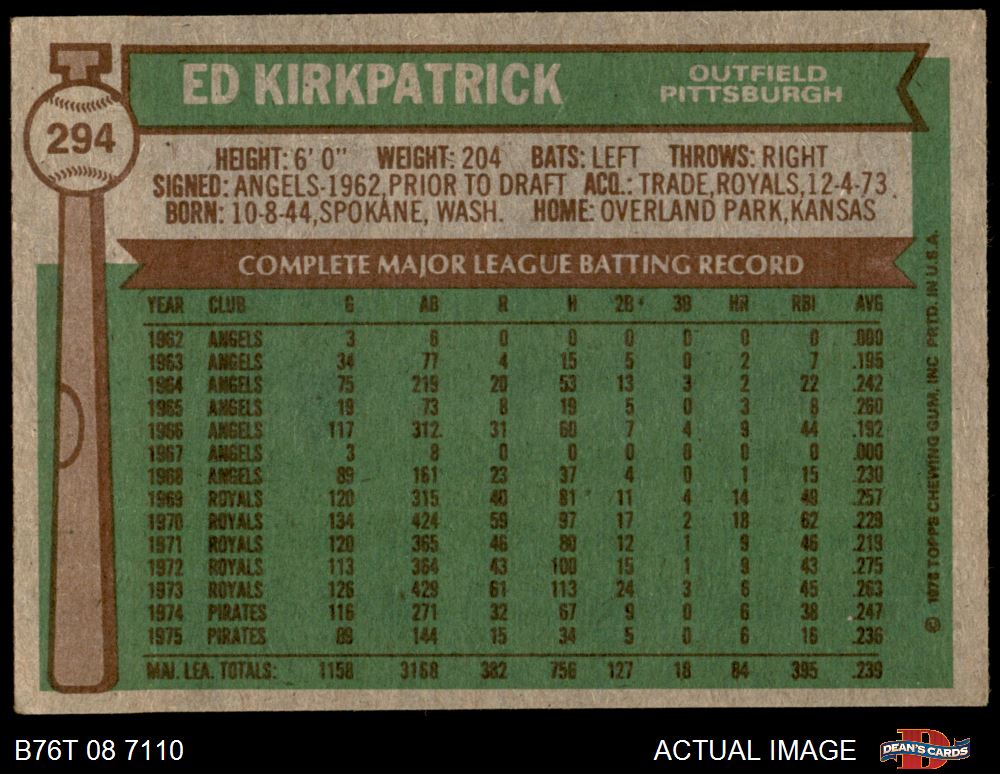 ED KIRKPATRICK
OUTFIELD
PITTSBURGH
294
HEIGHT: 6' 0" WEIGHT: 204 BATS: LEFT THROWS: RIGHT
SIGNED: ANGELS-1962, PRIOR TO DRAFT ACQ.: TRADE, ROYALS, 12-4-73.
BORN: 10-8-44, SPOKANE, WASH. HOME: OVERLAND PARK, KANSAS
COMPLETE MAJOR LEAGUE BATTING RECORD
YEAR CLUB G AB R H 2B 3B HR RBI AVG
1962 ANGELS 3 6 0 0 0 0 0 0 .000
1963 ANGELS 34 77 4 15 5 0 2 7 .195
1964 ANGELS 75 219 20 53 13 3 2 22 .242
1965 ANGELS 19 73 8 19 5 0 3 8 .260
1966 ANGELS 117 312 31 60 7 4 9 44 .192
1967 ANGELS 3 8 0 0 0 0 0 0 .000
1968 ANGELS 89 161 23 37 4 0 1 15 .230
1969 ROYALS 120 315 40 81 11 4 14 49 .257
1970 ROYALS 134 424 59 97 17 2 18 62 .229
1971 ROYALS 120 365 46 80 12 1 9 46 .219
1972 ROYALS 113 364 43 100 15 1 9 43 .275
1973 ROYALS 126 429 61 113 24 3 6 45 .263
1974 PIRATES 116 271 32 67 9 0 6 38 .247
1975 PIRATES 89 144 15 34 5 0 6 16 .236
MAJ. LEA. TOTALS: 1158 3168 382 756 127 18 84 395 .239
© 1976 TOPPS CHEWING GUM, INC PRTD. IN U.S.A.
B76T 08 7110
ACTUAL IMAGE
DEAN'S CARDS